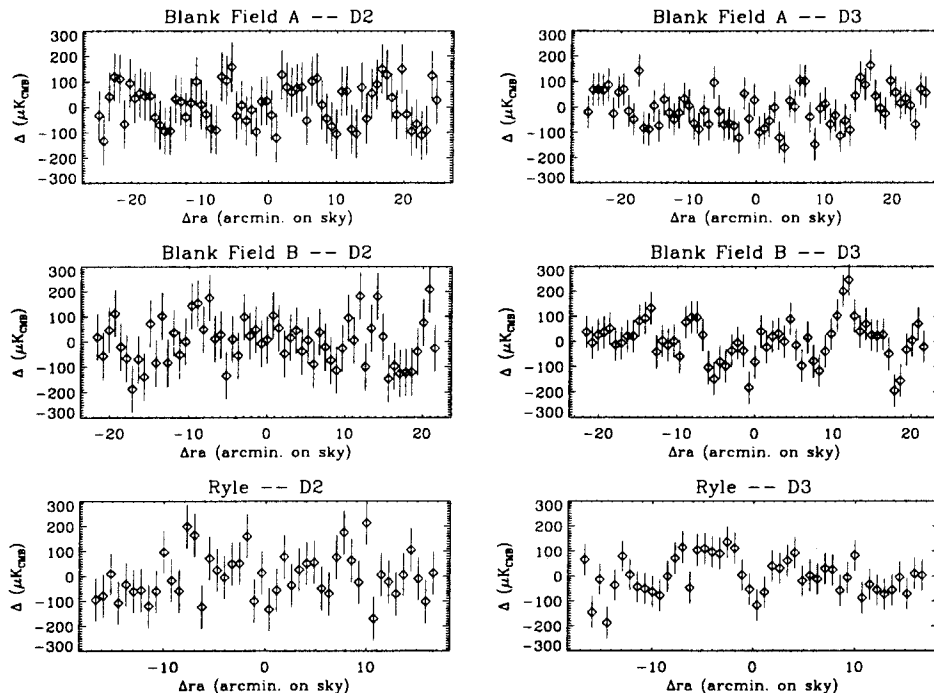 Blank Field A -- D2
300
200
100
0
-100
-200
-300
Δ (μK_CMB)
-20 -10 0 10 20
Δra (arcmin. on sky)
Blank Field A -- D3
300
200
100
0
-100
-200
-300
Δ (μK_CMB)
-20 -10 0 10 20
Δra (arcmin. on sky)
Blank Field B -- D2
300
200
100
0
-100
-200
-300
Δ (μK_CMB)
-20 -10 0 10 20
Δra (arcmin. on sky)
Blank Field B -- D3
300
200
100
0
-100
-200
-300
Δ (μK_CMB)
-20 -10 0 10 20
Δra (arcmin. on sky)
Ryle -- D2
300
200
100
0
-100
-200
-300
Δ (μK_CMB)
-10 0 10
Δra (arcmin. on sky)
Ryle -- D3
300
200
100
0
-100
-200
-300
Δ (μK_CMB)
-10 0 10
Δra (arcmin. on sky)